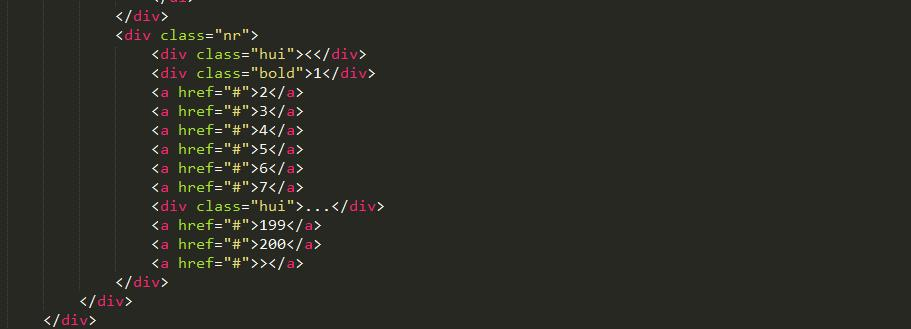 </div>
<div class="nr">
<div class="hui"><</div>
<div class="bold">1</div>
<a href="#">2</a>
<a href="#">3</a>
<a href="#">4</a>
<a href="#">5</a>
<a href="#">6</a>
<a href="#">7</a>
<div class="hui">...</div>
<a href="#">199</a>
<a href="#">200</a>
<a href="#">></a>
</div>
</div>
</div>